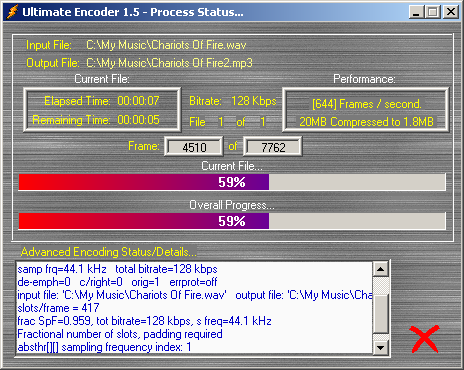 Ultimate Encoder 1.5 - Process Status...
Input File: C:\My Music\Chariots Of Fire.wav
Output File: C:\My Music\Chariots Of Fire2.mp3
Current File:
Performance:
Elapsed Time: 00:00:07
Remaining Time: 00:00:05
Bitrate: 128 Kbps
File 1 of 1
[644] Frames / second.
20MB Compressed to 1.8MB
Frame: 4510 of 7762
Current File...
59%
Overall Progress...
59%
Advanced Encoding Status/Details...
samp frq=44.1 kHz total bitrate=128 kbps
de-emph=0 c/right=0 orig=1 errprot=off
input file: 'C:\My Music\Chariots Of Fire.wav' output file: 'C:\My Music\Cha
slots/frame = 417
frac SpF=0.959, tot bitrate=128 kbps, s freq=44.1 kHz
Fractional number of slots, padding required
absthr[][] sampling frequency index: 1